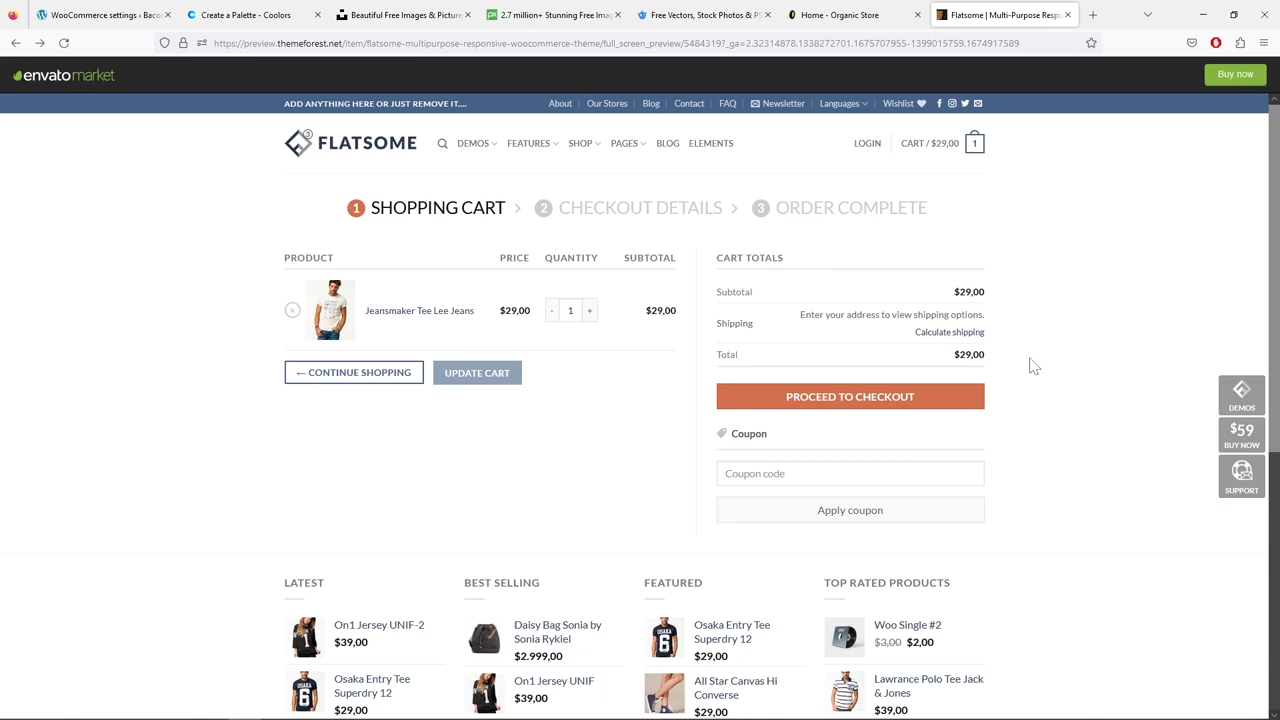 WooCommerce settings ‹ Baco
Create a Palette - Coolors
Beautiful Free Images & Picture
2.7 million+ Stunning Free Imag
Free Vectors, Stock Photos & PS
Home - Organic Store
Flatsome | Multi-Purpose Respo
https://preview.themeforest.net/item/flatsome-multipurpose-responsive-woocommerce-theme/full_screen_preview/5484319?_ga=2.32314878.1338272701.1675707955-1399015759.1674917589
envatomarket
Buy now
ADD ANYTHING HERE OR JUST REMOVE IT....
About Our Stores Blog Contact FAQ Newsletter Languages Wishlist
3
FLATSOME
DEMOS FEATURES SHOP PAGES BLOG ELEMENTS
LOGIN CART / $29,00 1
1 SHOPPING CART 2 CHECKOUT DETAILS 3 ORDER COMPLETE
PRODUCT PRICE QUANTITY SUBTOTAL
× Jeansmaker Tee Lee Jeans $29,00 - 1 + $29,00
← CONTINUE SHOPPING UPDATE CART
CART TOTALS
Subtotal $29,00
Shipping Enter your address to view shipping options.
Calculate shipping
Total $29,00
PROCEED TO CHECKOUT
Coupon
Coupon code
Apply coupon
DEMOS
$59
BUY NOW
SUPPORT
LATEST
On1 Jersey UNIF-2
$39,00
Osaka Entry Tee
Superdry 12
$29,00
BEST SELLING
Daisy Bag Sonia by
Sonia Rykiel
$2.999,00
On1 Jersey UNIF
$39,00
FEATURED
Osaka Entry Tee
Superdry 12
$29,00
All Star Canvas Hi
Converse
$29,00
TOP RATED PRODUCTS
Woo Single #2
$3,00 $2,00
Lawrance Polo Tee Jack
& Jones
$39,00